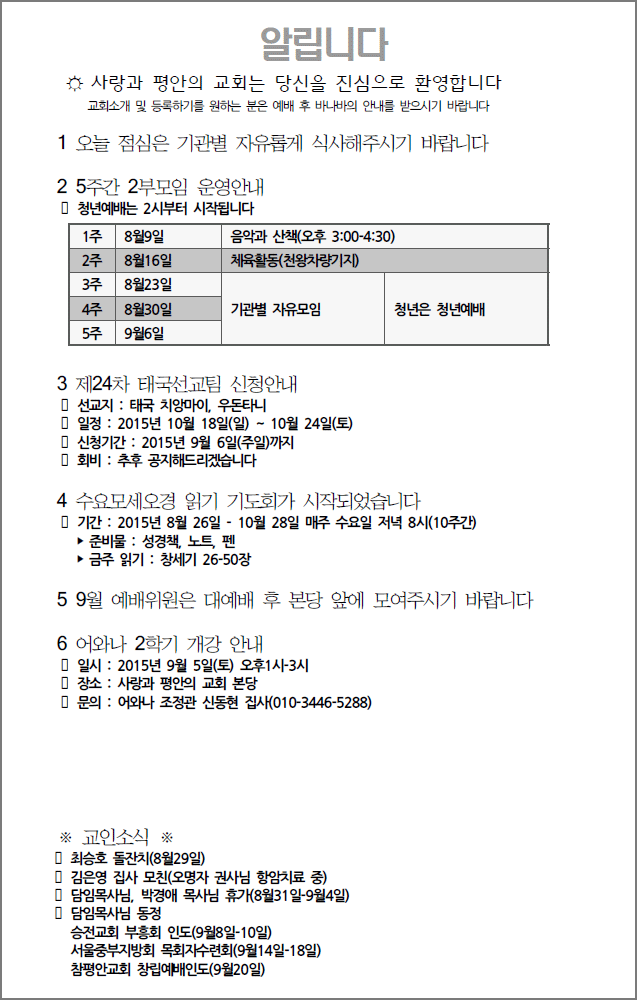 알립니다
☼ 사랑과 평안의 교회는 당신을 진심으로 환영합니다
교회소개 및 등록하기를 원하는 분은 예배 후 바나바의 안내를 받으시기 바랍니다
1 오늘 점심은 기관별 자유롭게 식사해주시기 바랍니다
2 5주간 2부모임 운영안내
▯ 청년예배는 2시부터 시작됩니다
1주 8월9일 음악과 산책(오후 3:00-4:30)
2주 8월16일 체육활동(천왕차량기지)
3주 8월23일
4주 8월30일 기관별 자유모임 청년은 청년예배
5주 9월6일
3 제24차 태국선교팀 신청안내
▯ 선교지 : 태국 치앙마이, 우돈타니
▯ 일정 : 2015년 10월 18일(일) ~ 10월 24일(토)
▯ 신청기간 : 2015년 9월 6일(주일)까지
▯ 회비 : 추후 공지해드리겠습니다
4 수요모세오경 읽기 기도회가 시작되었습니다
▯ 기간 : 2015년 8월 26일 - 10월 28일 매주 수요일 저녁 8시(10주간)
▶ 준비물 : 성경책, 노트, 펜
▶ 금주 읽기 : 창세기 26-50장
5 9월 예배위원은 대예배 후 본당 앞에 모여주시기 바랍니다
6 어와나 2학기 개강 안내
▯ 일시 : 2015년 9월 5일(토) 오후1시-3시
▯ 장소 : 사랑과 평안의 교회 본당
▯ 문의 : 어와나 조정관 신동현 집사(010-3446-5288)
※ 교인소식 ※
▯ 최승호 돌잔치(8월29일)
▯ 김은영 집사 모친(오명자 권사님 항암치료 중)
▯ 담임목사님, 박경애 목사님 휴가(8월31일-9월4일)
▯ 담임목사님 동정
승전교회 부흥회 인도(9월8일-10일)
서울중부지방회 목회자수련회(9월14일-18일)
참평안교회 창립예배인도(9월20일)